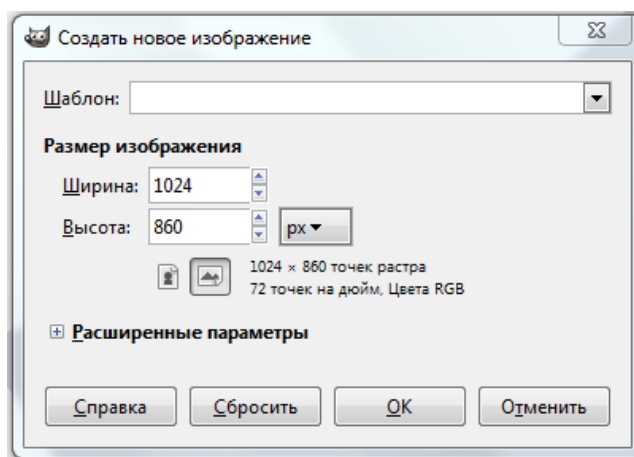 Создать новое изображение
Шаблон:
Размер изображения
Ширина: 1024
Высота: 860 px
1024 × 860 точек растра
72 точек на дюйм, Цвета RGB
Расширенные параметры
Справка Сбросить OK Отменить